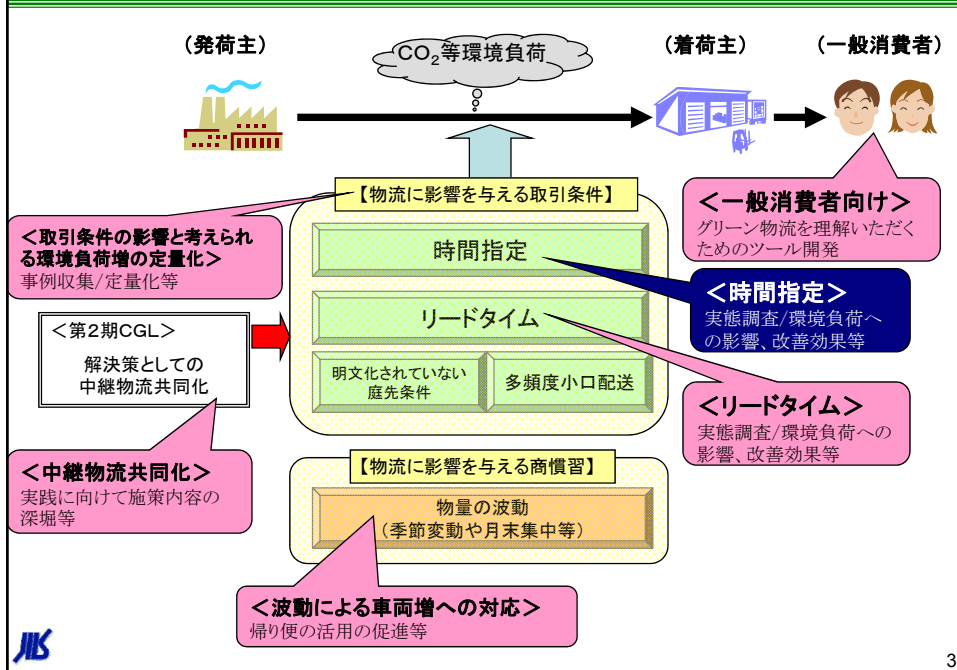 （発荷主）
CO₂等環境負荷
（着荷主）
（一般消費者）
【物流に影響を与える取引条件】
時間指定
リードタイム
明文化されていない
庭先条件
多頻度小口配送
＜取引条件の影響と考えられ
る環境負荷増の定量化＞
事例収集/定量化等
＜第2期CGL＞
解決策としての
中継物流共同化
＜中継物流共同化＞
実践に向けて施策内容の
深堀等
＜一般消費者向け＞
グリーン物流を理解いただく
ためのツール開発
＜時間指定＞
実態調査/環境負荷へ
の影響、改善効果等
＜リードタイム＞
実態調査/環境負荷への
影響、改善効果等
【物流に影響を与える商慣習】
物量の波動
（季節変動や月末集中等）
＜波動による車両増への対応＞
帰り便の活用の促進等
JILS
3